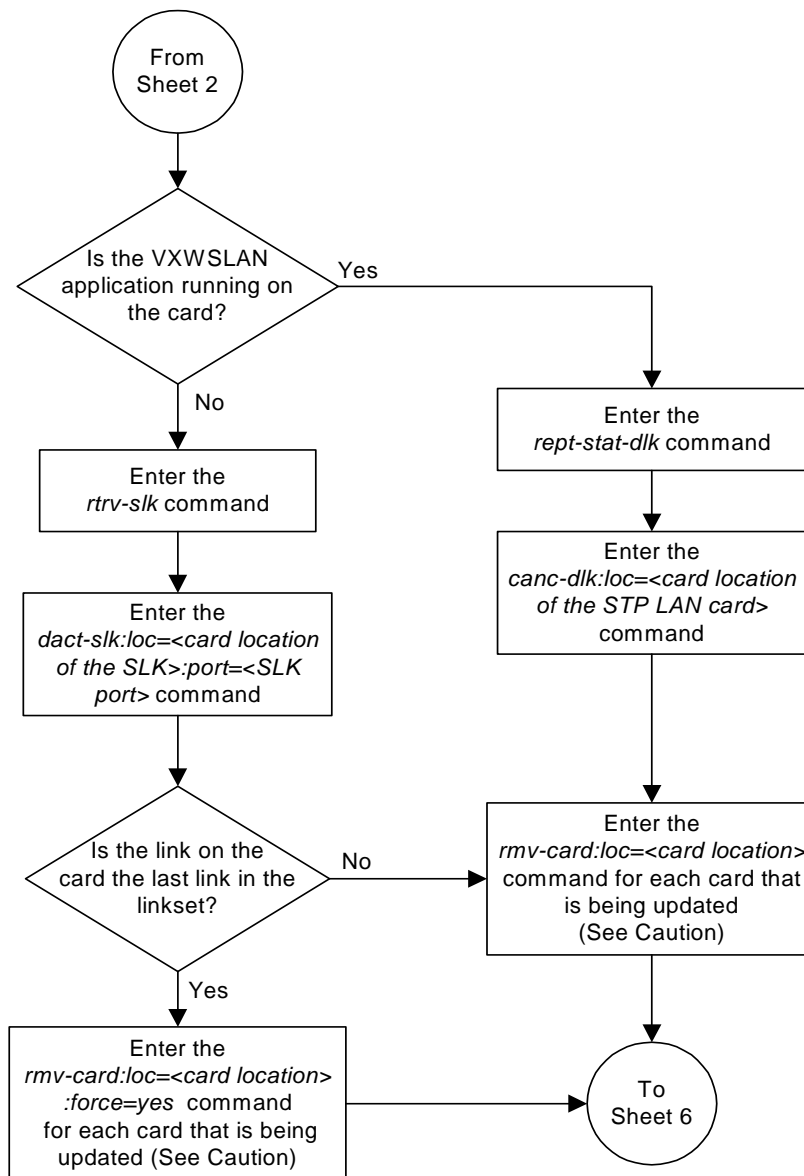 From
Sheet 2
Is the VXWSLAN
application running on
the card?
Yes
No
Enter the
rept-stat-dlk command
Enter the
rtrv-slk command
Enter the
canc-dlk:loc=<card location
of the STP LAN card>
command
Enter the
dact-slk:loc=<card location
of the SLK>:port=<SLK
port> command
Is the link on the
card the last link in the
linkset?
No
Yes
Enter the
rmv-card:loc=<card location>
command for each card that
is being updated
(See Caution)
Enter the
rmv-card:loc=<card location>
:force=yes command
for each card that is being
updated (See Caution)
To
Sheet 6